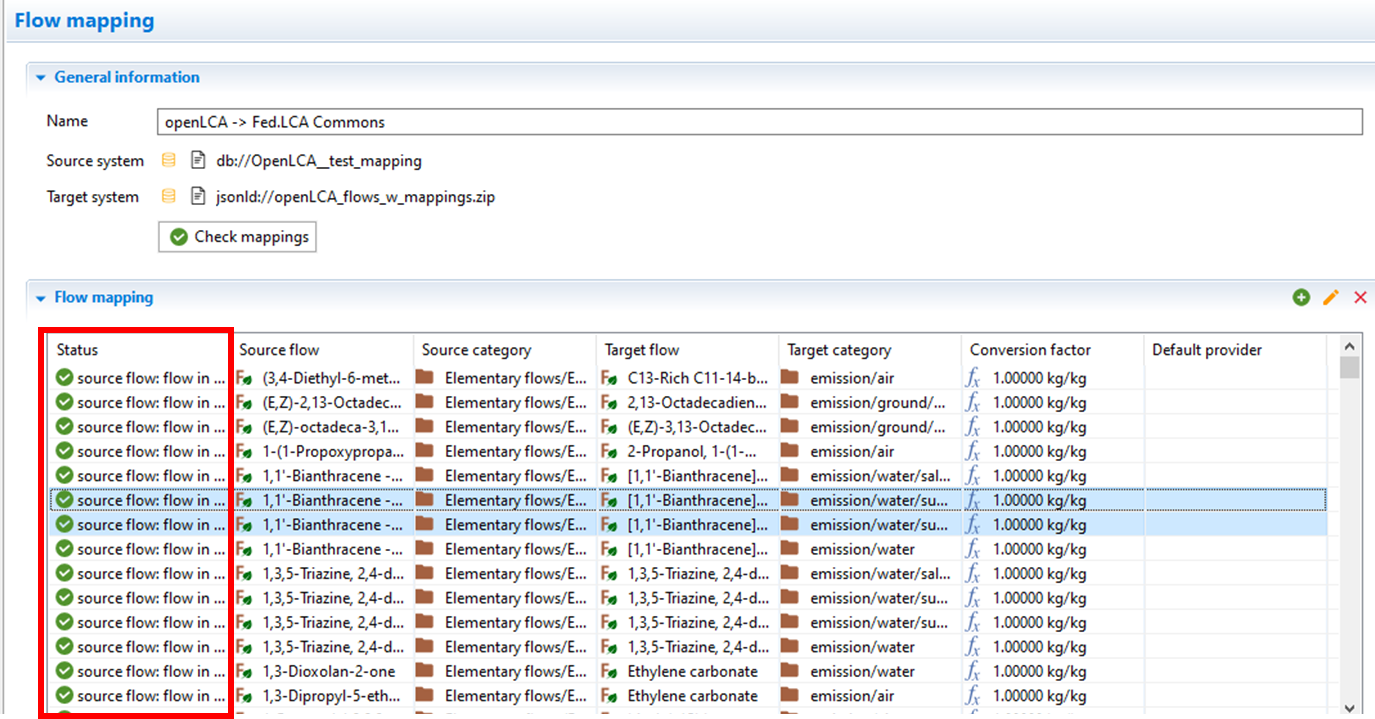 Flow mapping
General information
Name openLCA -> Fed.LCA Commons
Source system db://OpenLCA__test_mapping
Target system jsonld://openLCA_flows_w_mappings.zip
Check mappings
Flow mapping
Status Source flow Source category Target flow Target category Conversion factor Default provider
source flow: flow in ... (3,4-Diethyl-6-met... Elementary flows/E... C13-Rich C11-14-b... emission/air fx 1.00000 kg/kg
source flow: flow in ... (E,Z)-2,13-Octadec... Elementary flows/E... 2,13-Octadecadien... emission/ground/... fx 1.00000 kg/kg
source flow: flow in ... (E,Z)-octadeca-3,1... Elementary flows/E... (E,Z)-3,13-Octadec... emission/ground/... fx 1.00000 kg/kg
source flow: flow in ... 1-(1-Propoxypropa... Elementary flows/E... 2-Propanol, 1-(1-... emission/air fx 1.00000 kg/kg
source flow: flow in ... 1,1'-Bianthracene -... Elementary flows/E... [1,1'-Bianthracene]... emission/water/sal... fx 1.00000 kg/kg
source flow: flow in ... 1,1'-Bianthracene -... Elementary flows/E... [1,1'-Bianthracene]... emission/water/su... fx 1.00000 kg/kg
source flow: flow in ... 1,1'-Bianthracene -... Elementary flows/E... [1,1'-Bianthracene]... emission/water/su... fx 1.00000 kg/kg
source flow: flow in ... 1,1'-Bianthracene -... Elementary flows/E... [1,1'-Bianthracene]... emission/water fx 1.00000 kg/kg
source flow: flow in ... 1,3,5-Triazine, 2,4-d... Elementary flows/E... 1,3,5-Triazine, 2,4-d... emission/water/sal... fx 1.00000 kg/kg
source flow: flow in ... 1,3,5-Triazine, 2,4-d... Elementary flows/E... 1,3,5-Triazine, 2,4-d... emission/water/su... fx 1.00000 kg/kg
source flow: flow in ... 1,3,5-Triazine, 2,4-d... Elementary flows/E... 1,3,5-Triazine, 2,4-d... emission/water/su... fx 1.00000 kg/kg
source flow: flow in ... 1,3,5-Triazine, 2,4-d... Elementary flows/E... 1,3,5-Triazine, 2,4-d... emission/water fx 1.00000 kg/kg
source flow: flow in ... 1,3-Dioxolan-2-one Elementary flows/E... Ethylene carbonate emission/water fx 1.00000 kg/kg
source flow: flow in ... 1,3-Dipropyl-5-eth... Elementary flows/E... Ethylene carbonate emission/air fx 1.00000 kg/kg